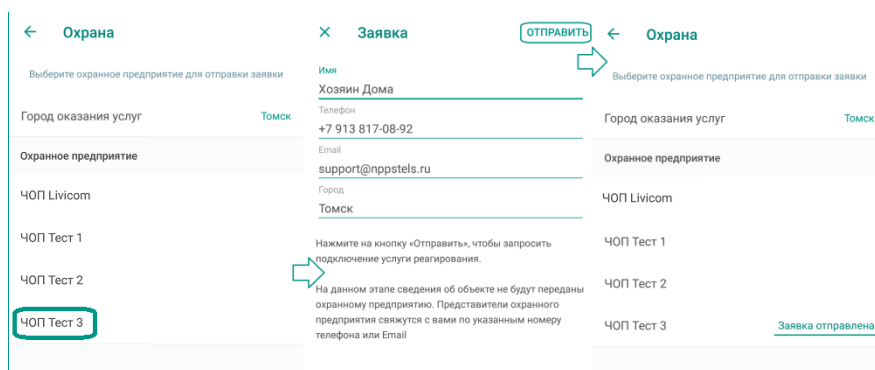 Охрана
Выберите охранное предприятие для отправки заявки
Город оказания услуг Томск
Охранное предприятие
ЧОП Livicom
ЧОП Тест 1
ЧОП Тест 2
ЧОП Тест 3
Заявка ОТПРАВИТЬ
Имя
Хозяин Дома
Телефон
+7 913 817-08-92
Email
support@nppstels.ru
Город
Томск
Нажмите на кнопку «Отправить», чтобы запросить
подключение услуги реагирования.
На данном этапе сведения об объекте не будут переданы
охранному предприятию. Представители охранного
предприятия свяжутся с вами по указанным номеру
телефона или Email
Охрана
Выберите охранное предприятие для отправки заявки
Город оказания услуг Томск
Охранное предприятие
ЧОП Livicom
ЧОП Тест 1
ЧОП Тест 2
ЧОП Тест 3 Заявка отправлена